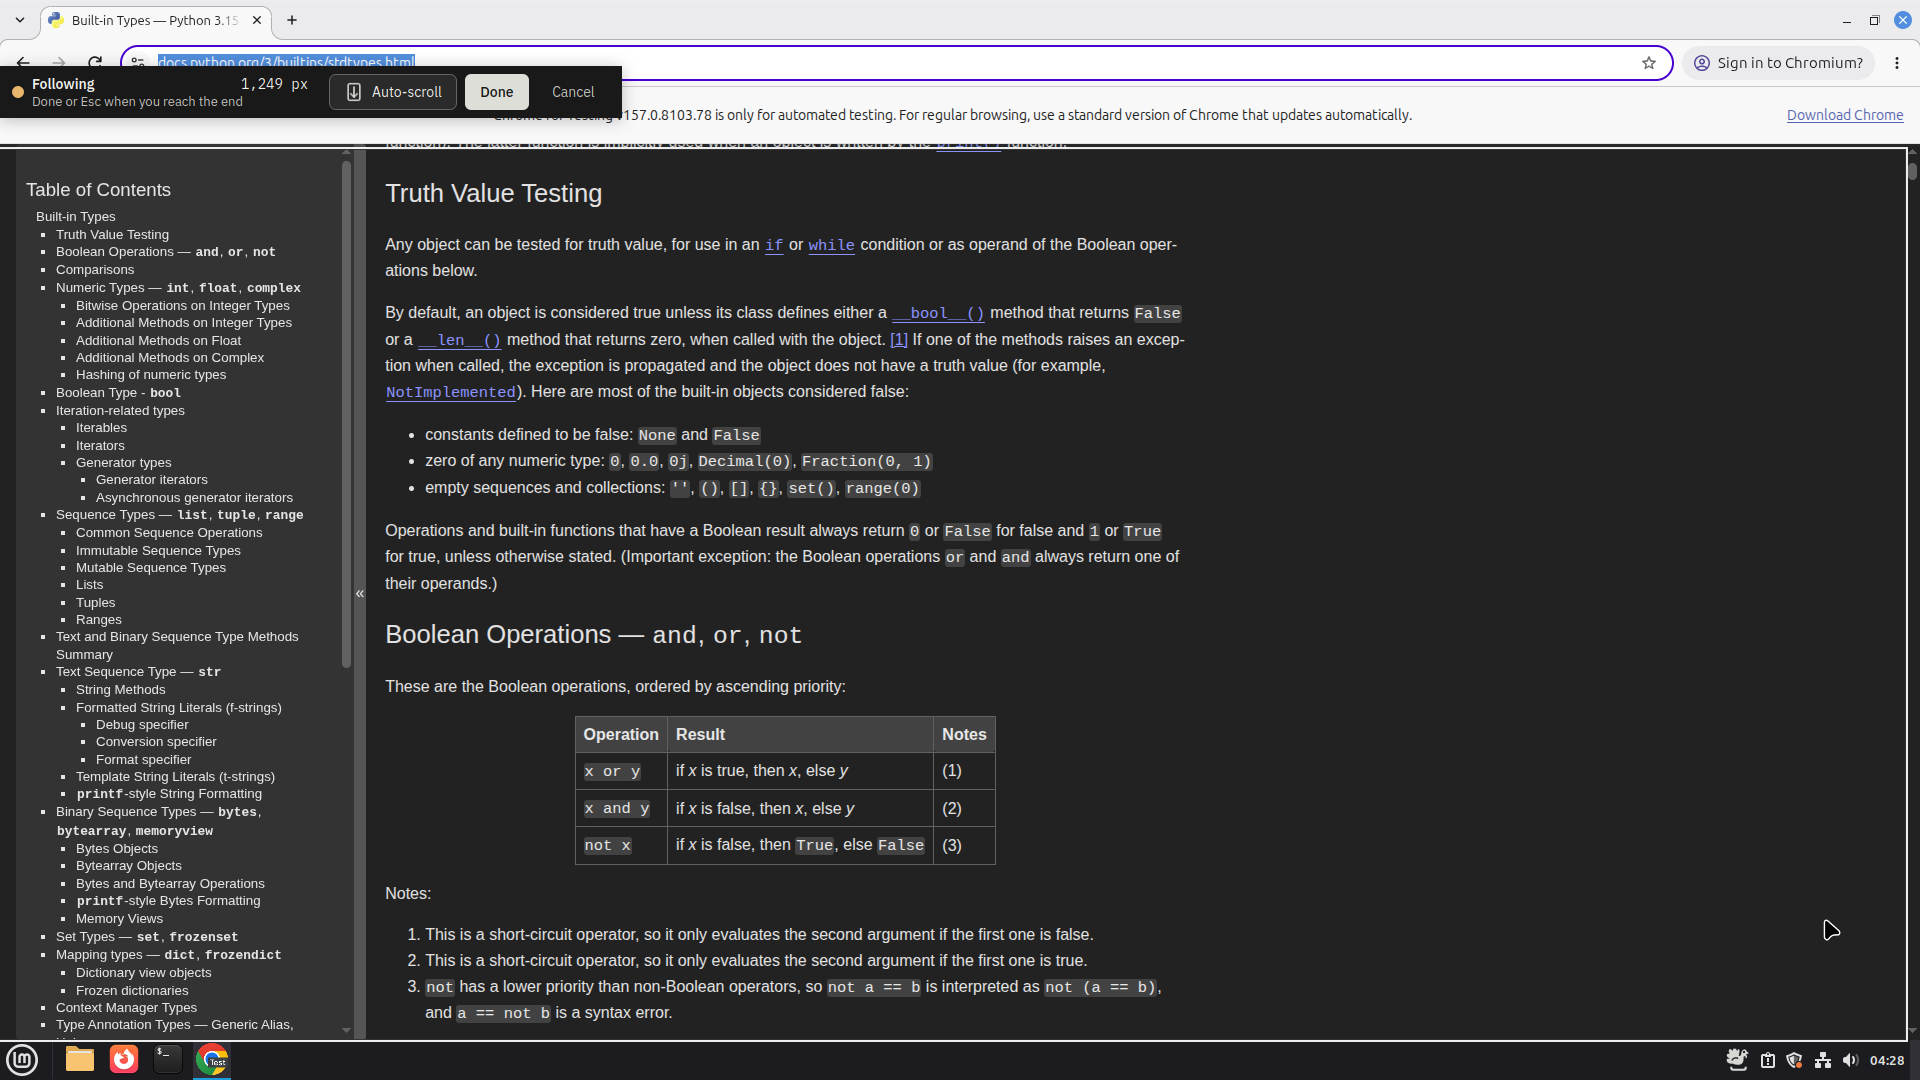 Built-in Types — Python 3.15
docs.python.org/3/builtins/stdtypes.html
Sign in to Chromium?
Following
Done or Esc when you reach the end
1,249 px
Auto-scroll
Done
Cancel
Chrome for Testing v157.0.8103.78 is only for automated testing. For regular browsing, use a standard version of Chrome that updates automatically.
Download Chrome
Table of Contents
Built-in Types
Truth Value Testing
Boolean Operations — and, or, not
Comparisons
Numeric Types — int, float, complex
Bitwise Operations on Integer Types
Additional Methods on Integer Types
Additional Methods on Float
Additional Methods on Complex
Hashing of numeric types
Boolean Type - bool
Iteration-related types
Iterables
Iterators
Generator types
Generator iterators
Asynchronous generator iterators
Sequence Types — list, tuple, range
Common Sequence Operations
Immutable Sequence Types
Mutable Sequence Types
Lists
Tuples
Ranges
Text and Binary Sequence Type Methods
Summary
Text Sequence Type — str
String Methods
Formatted String Literals (f-strings)
Debug specifier
Conversion specifier
Format specifier
Template String Literals (t-strings)
printf-style String Formatting
Binary Sequence Types — bytes,
bytearray, memoryview
Bytes Objects
Bytearray Objects
Bytes and Bytearray Operations
printf-style Bytes Formatting
Memory Views
Set Types — set, frozenset
Mapping types — dict, frozendict
Dictionary view objects
Frozen dictionaries
Context Manager Types
Type Annotation Types — Generic Alias,
«
function). The latter function is implicitly used when an object is written by the print() function.
Truth Value Testing
Any object can be tested for truth value, for use in an if or while condition or as operand of the Boolean oper-
ations below.
By default, an object is considered true unless its class defines either a __bool__() method that returns False
or a __len__() method that returns zero, when called with the object. [1] If one of the methods raises an excep-
tion when called, the exception is propagated and the object does not have a truth value (for example,
NotImplemented). Here are most of the built-in objects considered false:
• constants defined to be false: None and False
• zero of any numeric type: 0, 0.0, 0j, Decimal(0), Fraction(0, 1)
• empty sequences and collections: '', (), [], {}, set(), range(0)
Operations and built-in functions that have a Boolean result always return 0 or False for false and 1 or True
for true, unless otherwise stated. (Important exception: the Boolean operations or and and always return one of
their operands.)
Boolean Operations — and, or, not
These are the Boolean operations, ordered by ascending priority:
Operation Result Notes
x or y if x is true, then x, else y (1)
x and y if x is false, then x, else y (2)
not x if x is false, then True, else False (3)
Notes:
1. This is a short-circuit operator, so it only evaluates the second argument if the first one is false.
2. This is a short-circuit operator, so it only evaluates the second argument if the first one is true.
3. not has a lower priority than non-Boolean operators, so not a == b is interpreted as not (a == b),
and a == not b is a syntax error.
Test
04:28